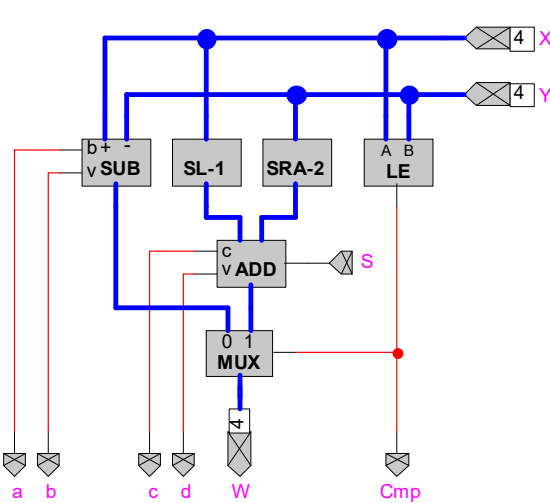 4 X
4 Y
b + -
v SUB
SL-1
SRA-2
A B
LE
c
v ADD
S
0 1
MUX
4
a b c d W Cmp